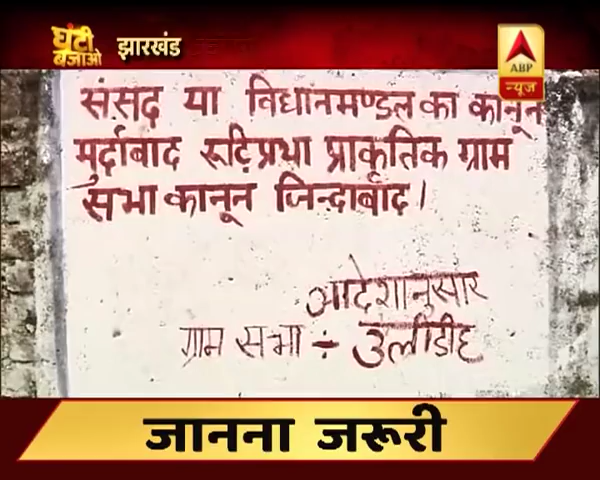 घंटी
बजाओ
झारखंड
ABP
न्यूज़
संसद या विधानमण्डल का कानून
मुर्दाबाद रूढ़िप्रथा प्राकृतिक ग्राम
सभा कानून जिन्दाबाद।
आदेशानुसार
ग्राम सभा ÷ उलीडीह
जानना जरूरी